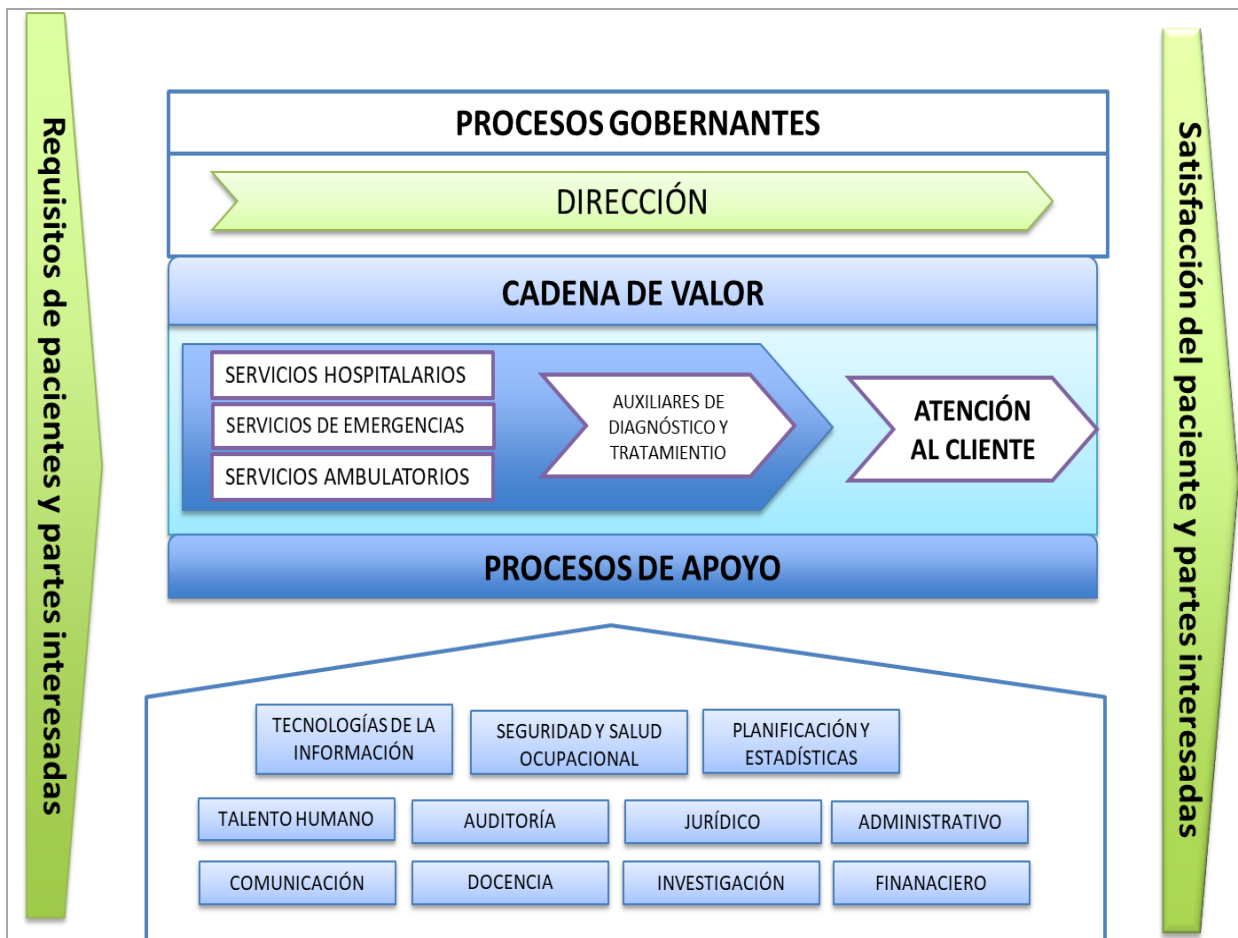 Requisitos de pacientes y partes interesadas
PROCESOS GOBERNANTES
DIRECCIÓN
CADENA DE VALOR
SERVICIOS HOSPITALARIOS
SERVICIOS DE EMERGENCIAS
SERVICIOS AMBULATORIOS
AUXILIARES DE
DIAGNÓSTICO Y
TRATAMIENTIO
ATENCIÓN
AL CLIENTE
PROCESOS DE APOYO
TECNOLOGÍAS DE LA
INFORMACIÓN
SEGURIDAD Y SALUD
OCUPACIONAL
PLANIFICACIÓN Y
ESTADÍSTICAS
TALENTO HUMANO
AUDITORÍA
JURÍDICO
ADMINISTRATIVO
COMUNICACIÓN
DOCENCIA
INVESTIGACIÓN
FINANACIERO
Satisfacción del paciente y partes interesadas